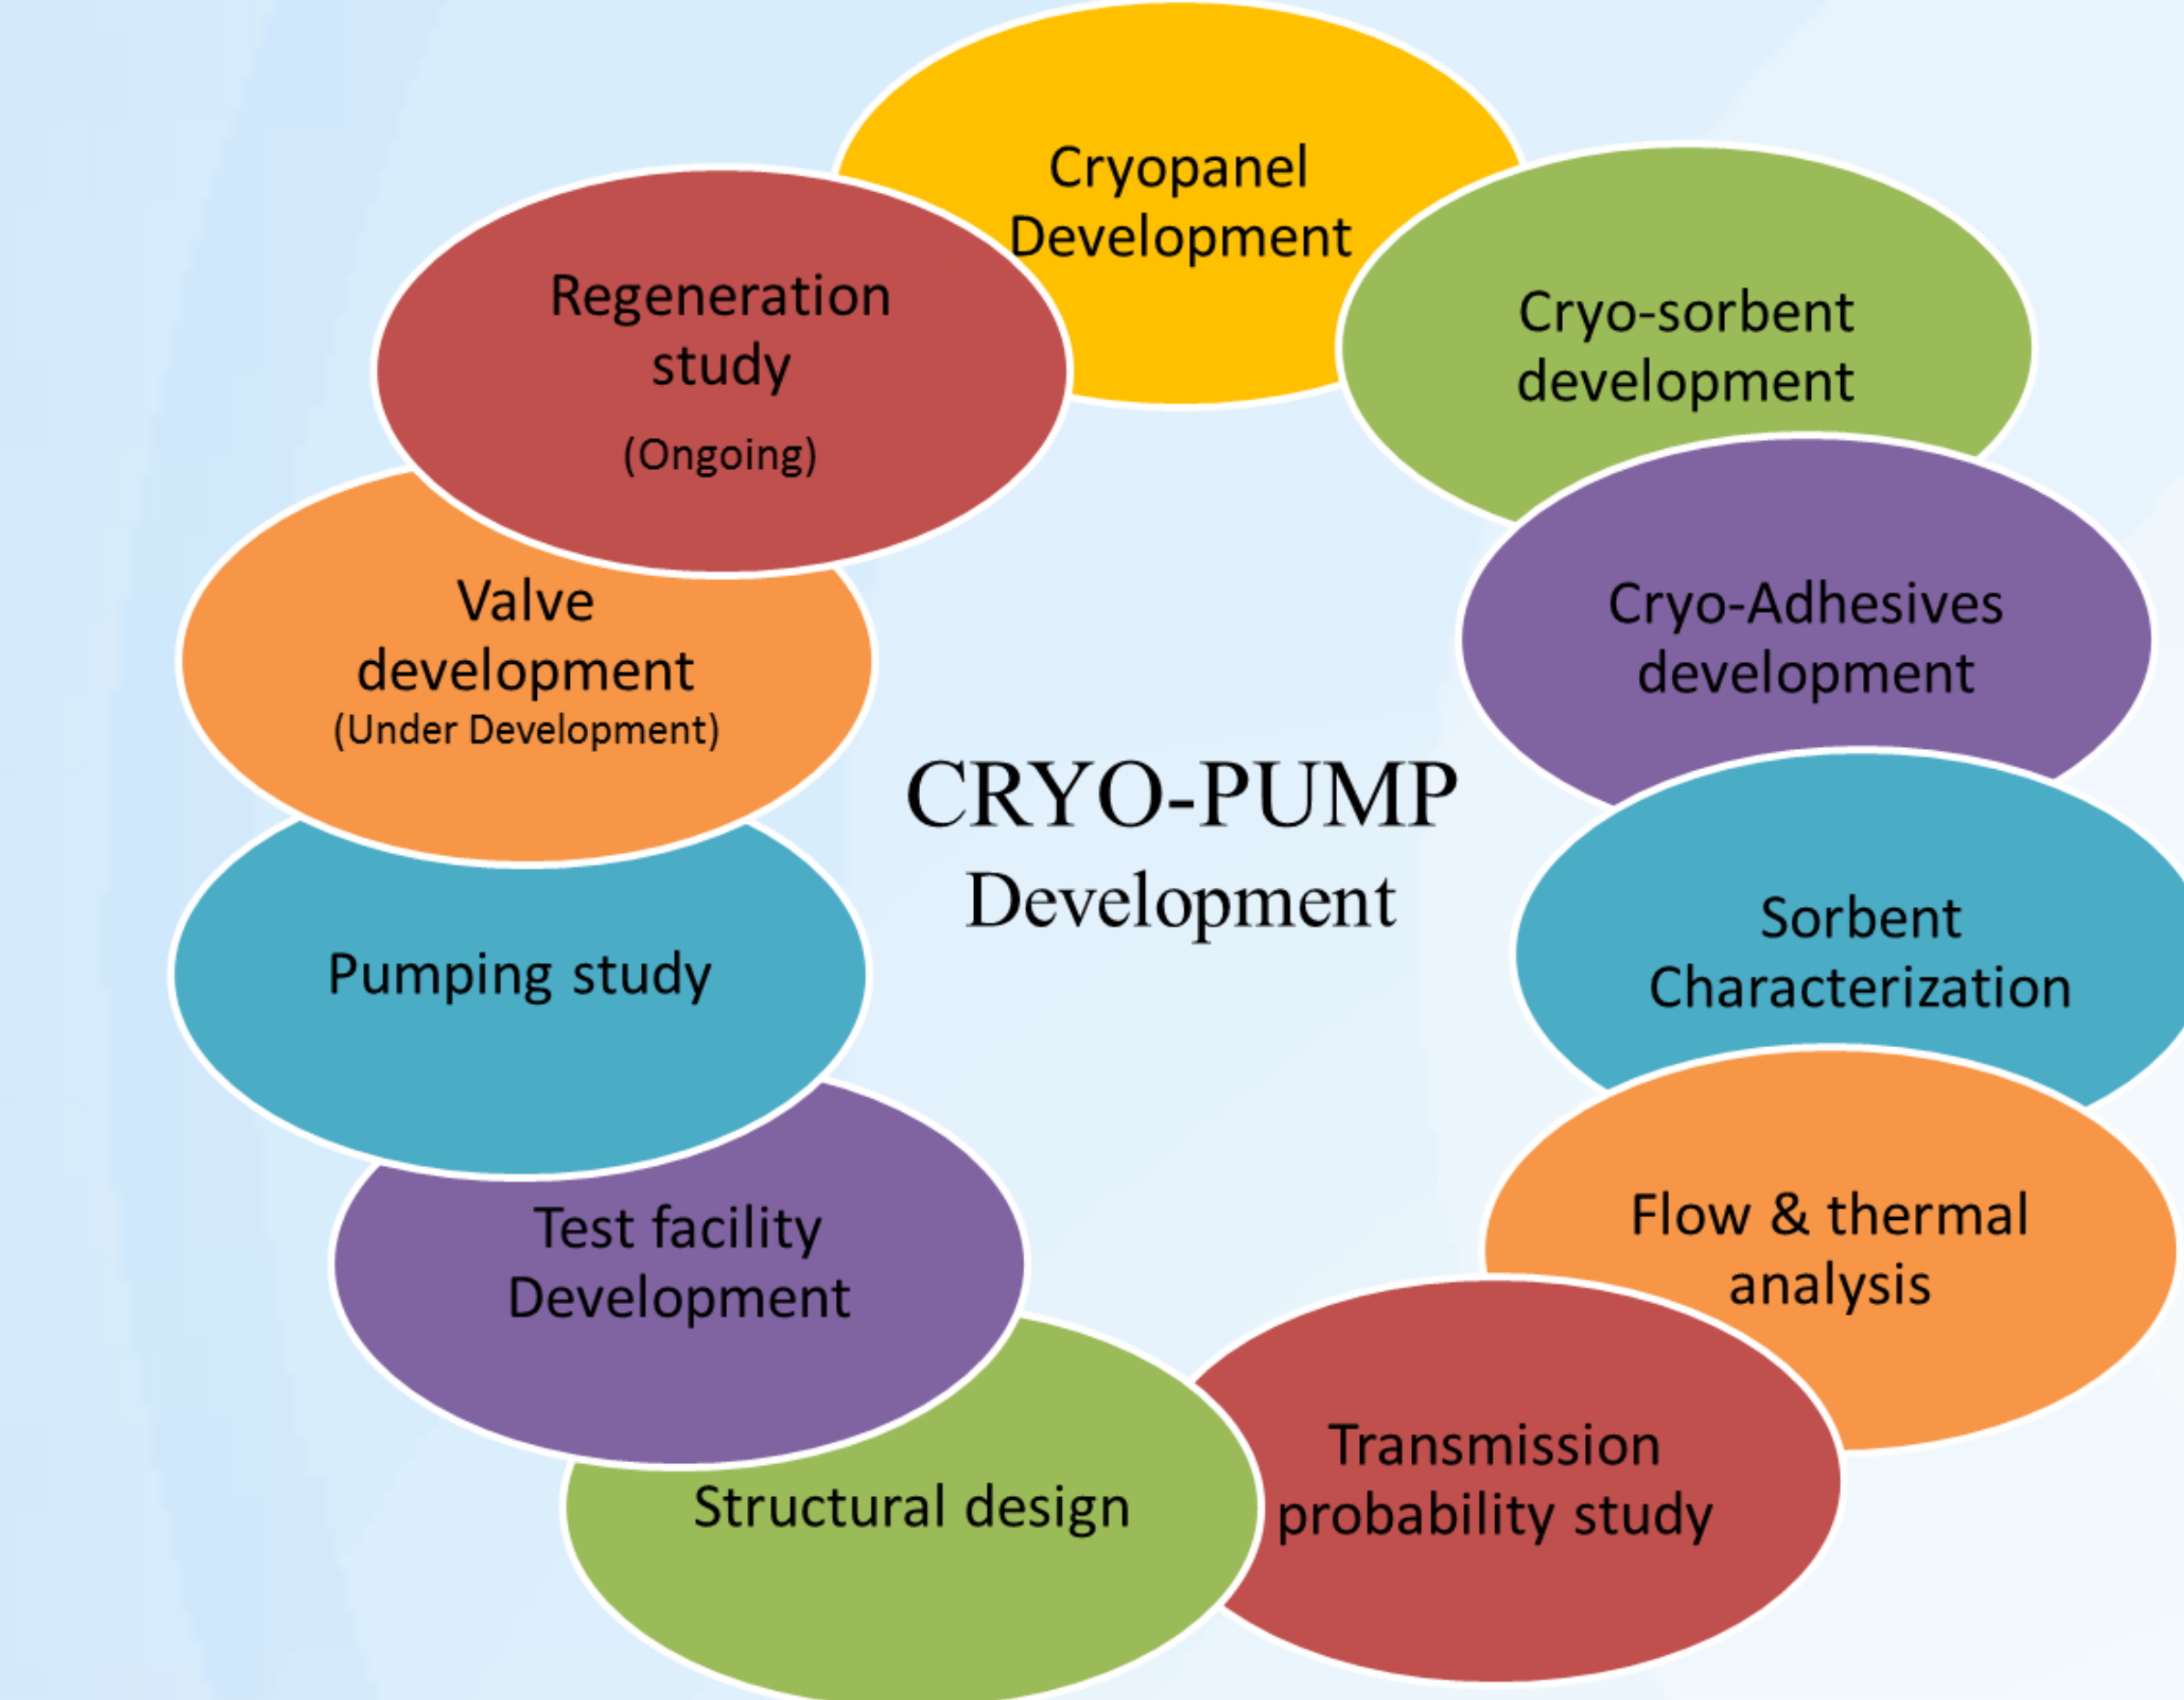 Cryopanel
Development
Cryo-sorbent
development
Cryo-Adhesives
development
Sorbent
Characterization
Flow & thermal
analysis
Transmission
probability study
Structural design
Test facility
Development
Pumping study
Valve
development
(Under Development)
Regeneration
study
(Ongoing)
CRYO-PUMP
Development